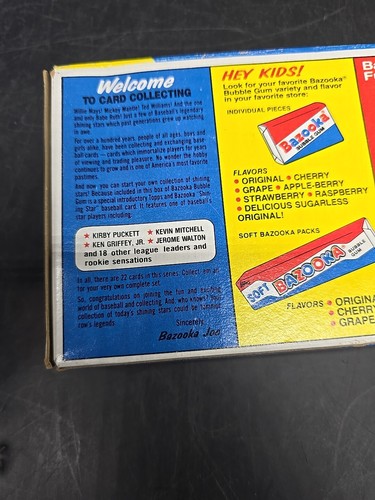 Welcome
TO CARD COLLECTING
Willie Mays! Mickey Mantle! Ted Williams! And the one
and only Babe Ruth! Just a few of Baseball's legendary
shining stars which past generations grew up watching
in awe.
For over a hundred years, people of all ages, boys and
girls alike, have been collecting and exchanging base-
ball cards — cards which immortalize players for years
of viewing and trading pleasure. No wonder the hobby
continues to grow and is one of America's most favorite
pastimes.
And now you can start your own collection of shining
stars! Because included in this box of Bazooka Bubble
Gum is a special introductory Topps and Bazooka "Shin-
ing Star" baseball card. It features one of baseball's
star players including:
★ KIRBY PUCKETT ★ KEVIN MITCHELL
★ KEN GRIFFEY, JR. ★ JEROME WALTON
and 18 other league leaders and
rookie sensations
In all, there are 22 cards in this series. Collect 'em all
for your very own complete set.
So, congratulations on joining the fun and exciting
world of baseball and collecting. And, who knows? Your
collection of today's shining stars could be tomor-
row's legends.
Sincerely,
Bazooka Joe
HEY KIDS!
Look for your favorite Bazooka®
Bubble Gum variety and flavor
in your favorite store:
INDIVIDUAL PIECES
Bazooka
BUBBLE GUM
FLAVORS
• ORIGINAL • CHERRY
• GRAPE • APPLE-BERRY
• STRAWBERRY • RASPBERRY
• DELICIOUS SUGARLESS
ORIGINAL!
SOFT BAZOOKA PACKS
SOFT BAZOOKA BUBBLE
GUM
FLAVORS • ORIGINA
CHERRY
GRAPE